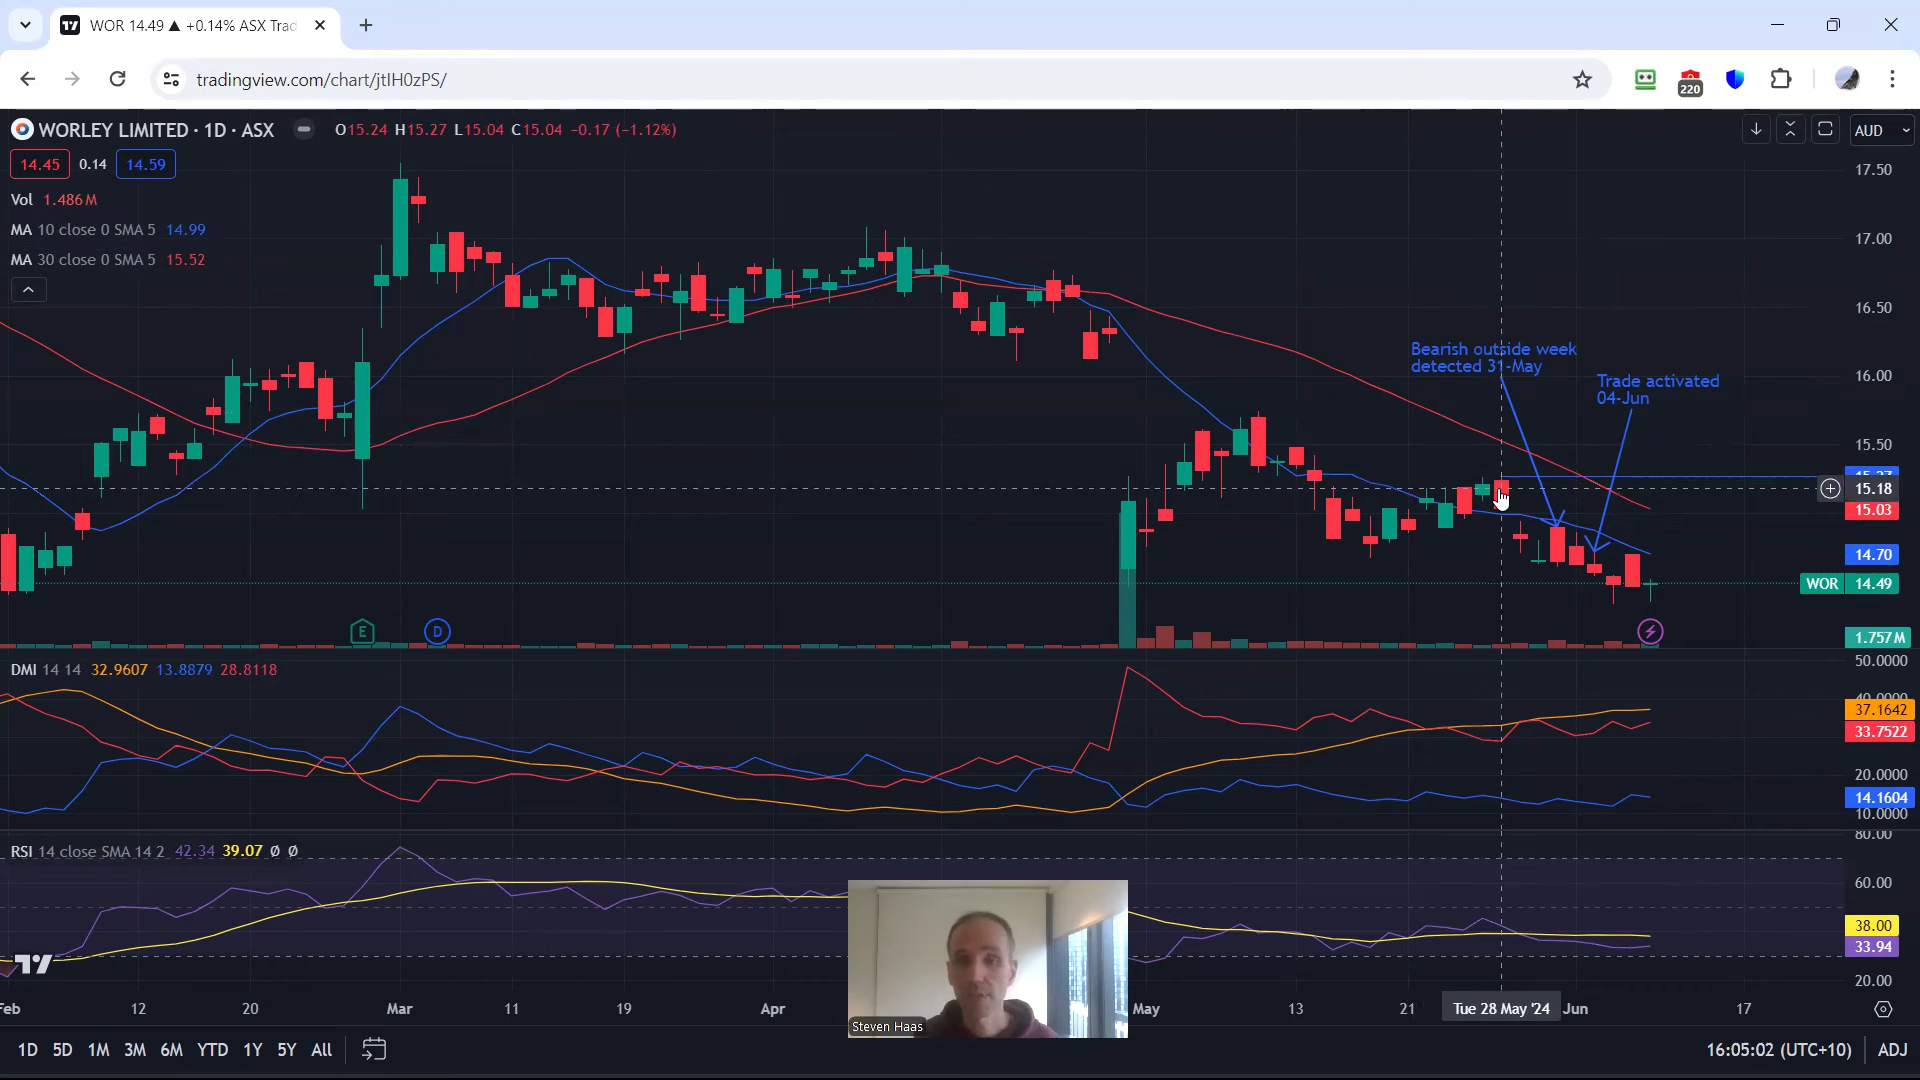 WOR 14.49 ▲ +0.14% ASX Trad
tradingview.com/chart/jtIH0zPS/
220
WORLEY LIMITED · 1D · ASX
O15.24 H15.27 L15.04 C15.04 -0.17 (-1.12%)
AUD
14.45 0.14 14.59
Vol 1.486M
MA 10 close 0 SMA 5 14.99
MA 30 close 0 SMA 5 15.52
17.50
17.00
16.50
16.00
15.50
15.27
15.18
15.03
14.70
WOR 14.49
1.757M
Bearish outside week
detected 31-May
Trade activated
04-Jun
E
D
DMI 14 14 32.9607 13.8879 28.8118
50.0000
40.0000
37.1642
33.7522
20.0000
14.1604
10.0000
RSI 14 close SMA 14 2 42.34 39.07 Ø Ø
80.00
60.00
38.00
33.94
20.00
Steven Haas
Feb 12 20 Mar 11 19 Apr May 13 21 Tue 28 May '24 Jun 17
1D 5D 1M 3M 6M YTD 1Y 5Y All
16:05:02 (UTC+10) ADJ